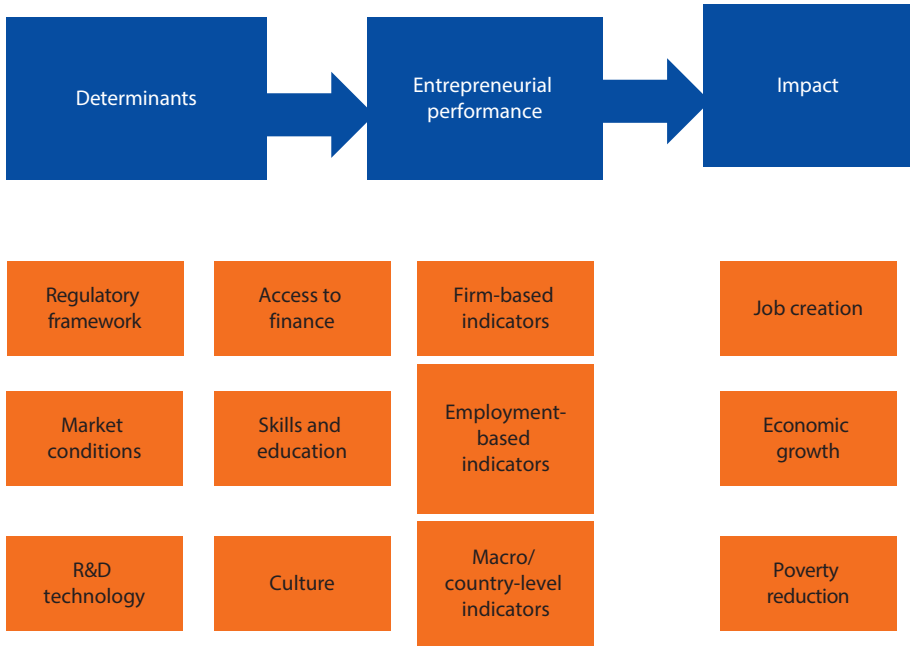 Determinants
Entrepreneurial
performance
Impact
Regulatory
framework
Access to
finance
Firm-based
indicators
Job creation
Market
conditions
Skills and
education
Employment-
based
indicators
Economic
growth
R&D
technology
Culture
Macro/
country-level
indicators
Poverty
reduction